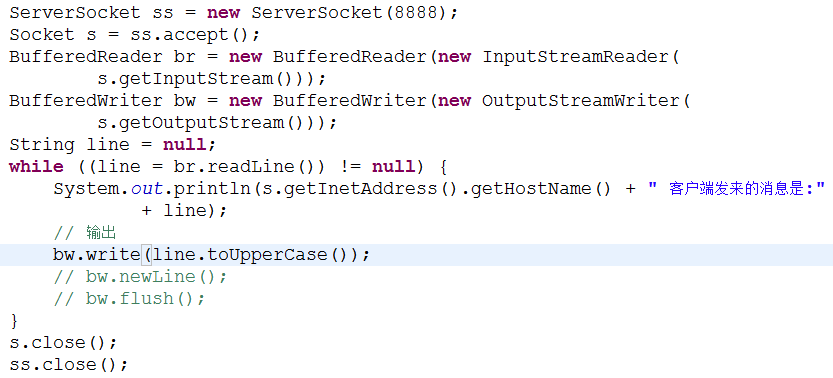 ServerSocket ss = new ServerSocket(8888);
Socket s = ss.accept();
BufferedReader br = new BufferedReader(new InputStreamReader(
        s.getInputStream()));
BufferedWriter bw = new BufferedWriter(new OutputStreamWriter(
        s.getOutputStream()));
String line = null;
while ((line = br.readLine()) != null) {
    System.out.println(s.getInetAddress().getHostName() + " 客户端发来的消息是:"
            + line);
    // 输出
    bw.write(line.toUpperCase());
    // bw.newLine();
    // bw.flush();
}
s.close();
ss.close();